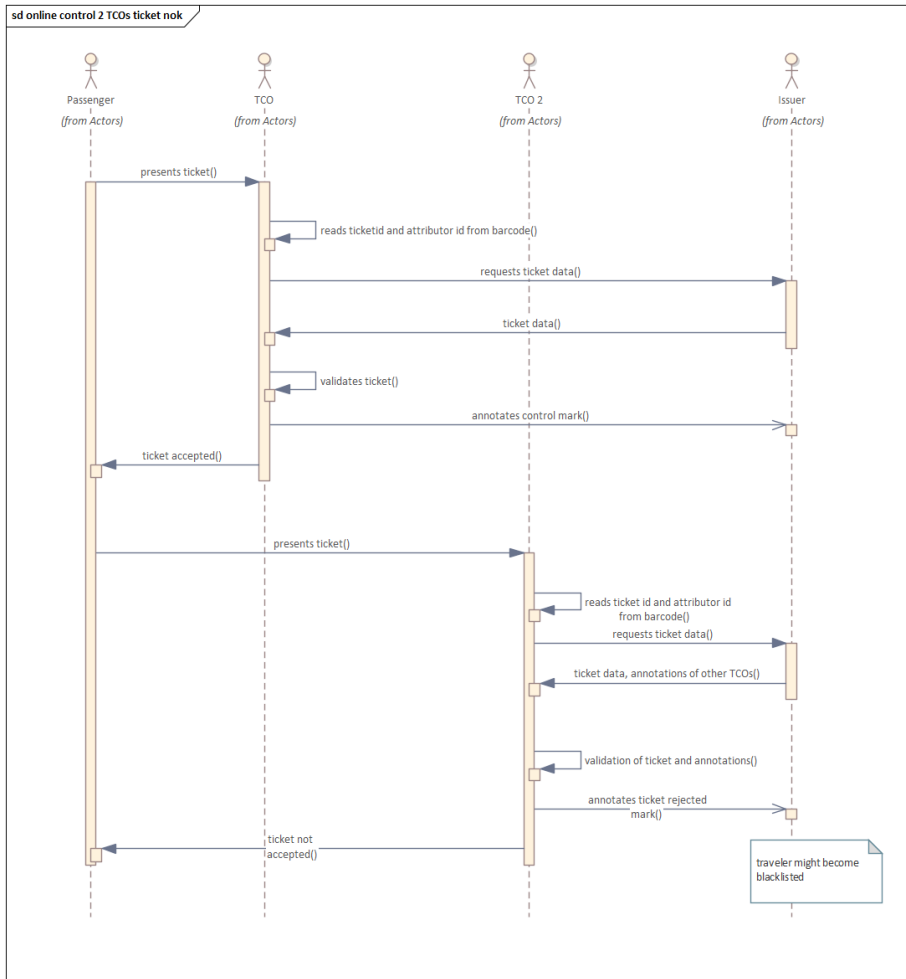 sd online control 2 TCOs ticket nok
Passenger
(from Actors)
TCO
(from Actors)
TCO 2
(from Actors)
Issuer
(from Actors)
presents ticket()
reads ticketid and attributor id from barcode()
requests ticket data()
ticket data()
validates ticket()
annotates control mark()
ticket accepted()
presents ticket()
reads ticket id and attributor id
from barcode()
requests ticket data()
ticket data, annotations of other TCOs()
validation of ticket and annotations()
annotates ticket rejected
mark()
ticket not
accepted()
traveler might become
blacklisted